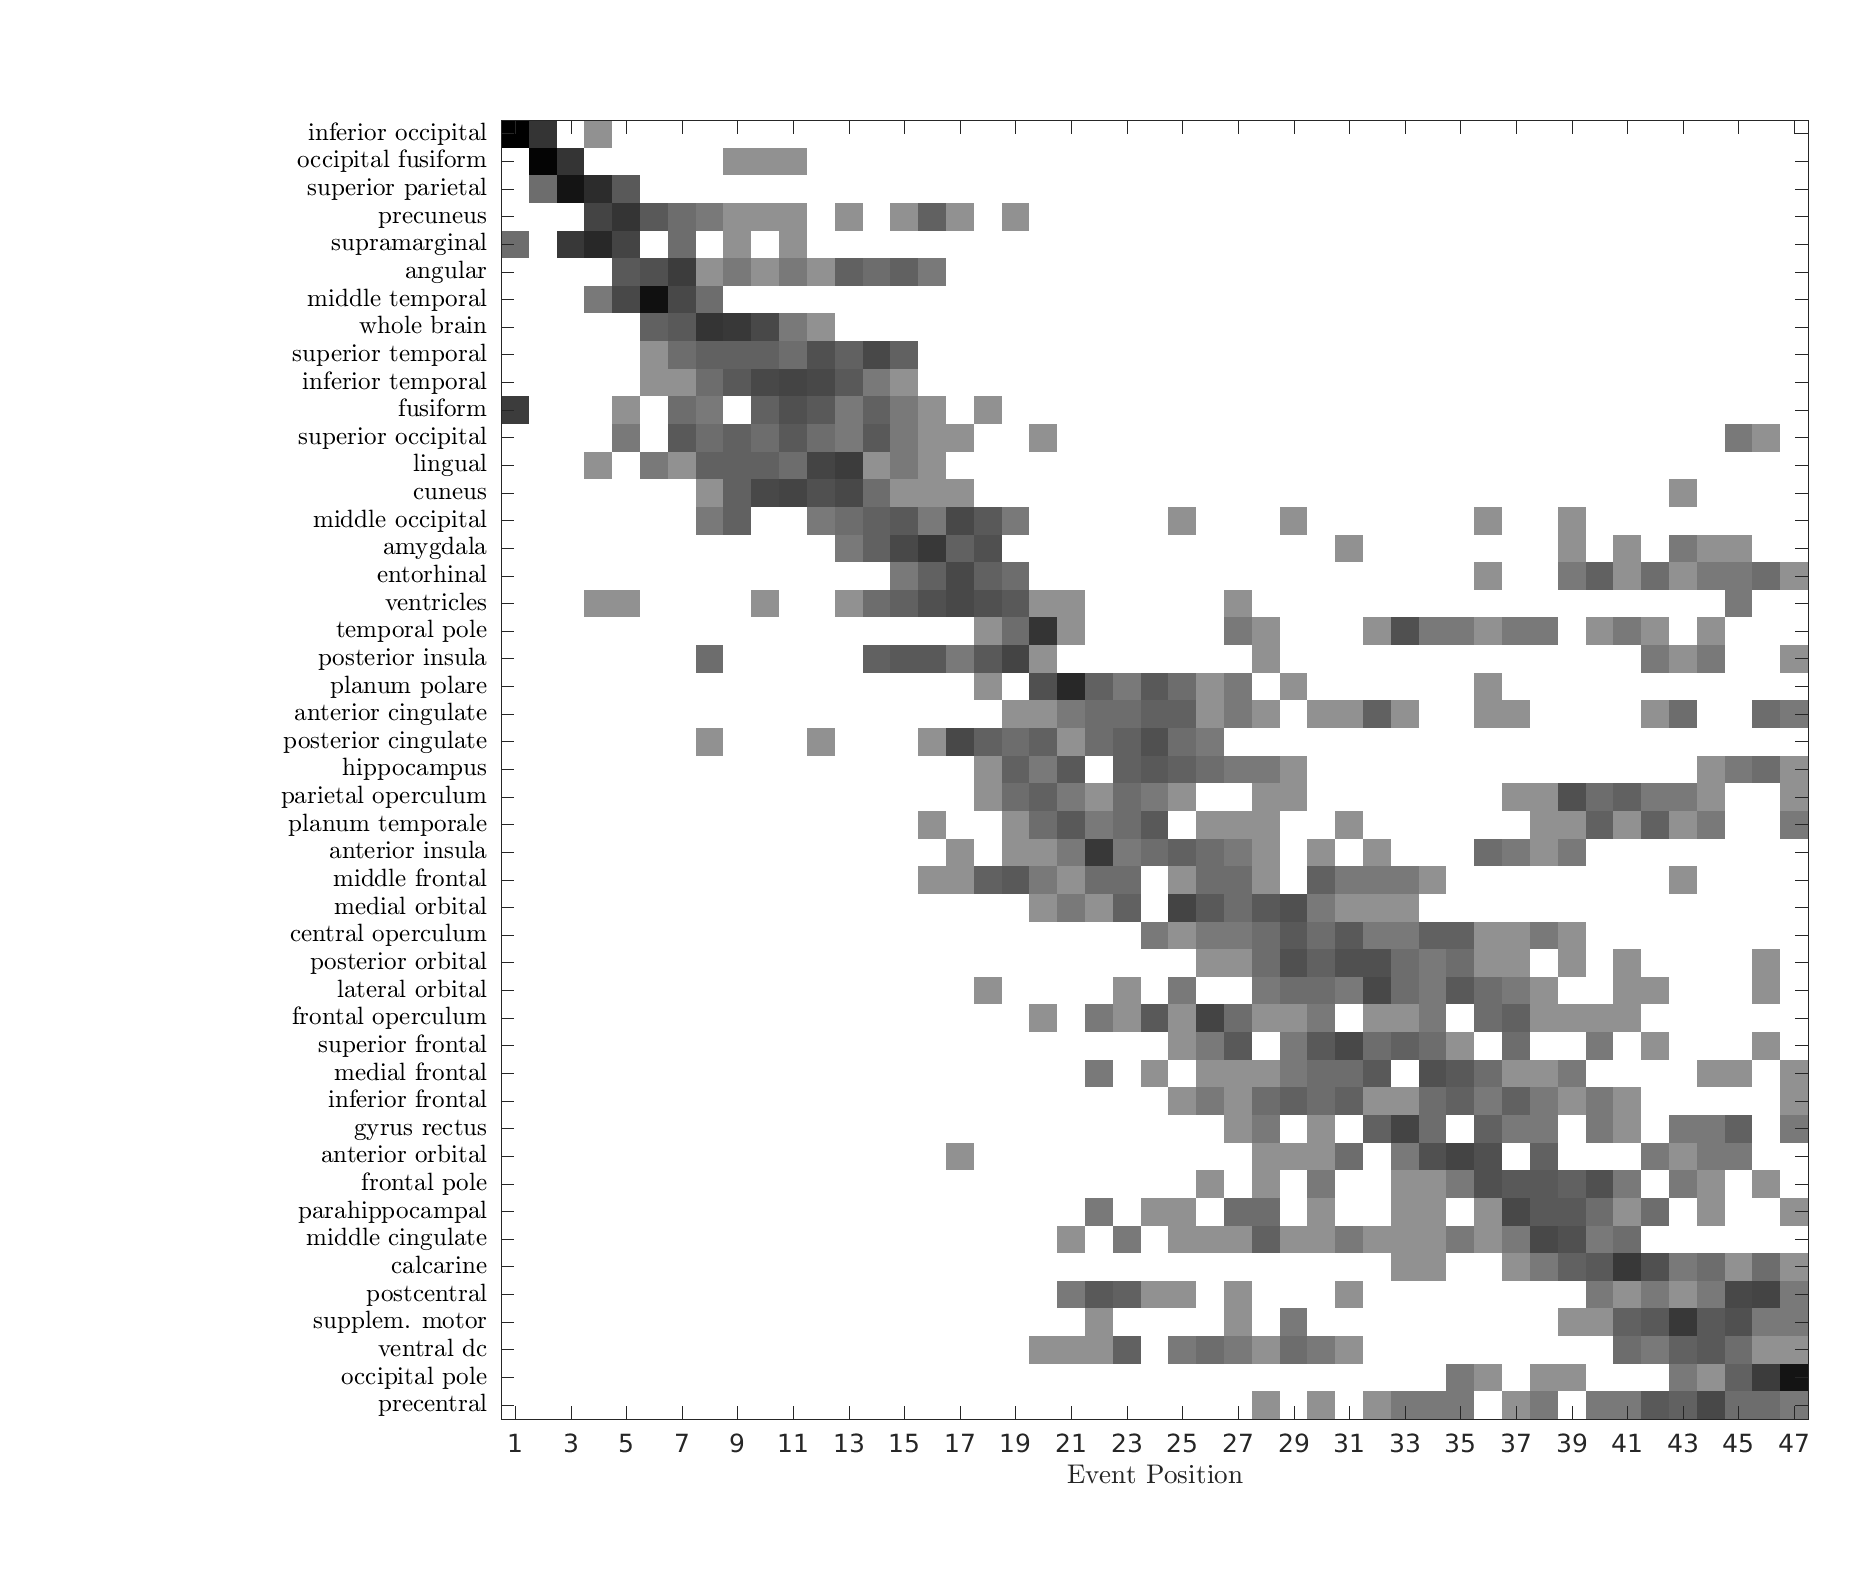 inferior occipital
occipital fusiform
superior parietal
precuneus
supramarginal
angular
middle temporal
whole brain
superior temporal
inferior temporal
fusiform
superior occipital
lingual
cuneus
middle occipital
amygdala
entorhinal
ventricles
temporal pole
posterior insula
planum polare
anterior cingulate
posterior cingulate
hippocampus
parietal operculum
planum temporale
anterior insula
middle frontal
medial orbital
central operculum
posterior orbital
lateral orbital
frontal operculum
superior frontal
medial frontal
inferior frontal
gyrus rectus
anterior orbital
frontal pole
parahippocampal
middle cingulate
calcarine
postcentral
supplem. motor
ventral dc
occipital pole
precentral
1 3 5 7 9 11 13 15 17 19 21 23 25 27 29 31 33 35 37 39 41 43 45 47
Event Position